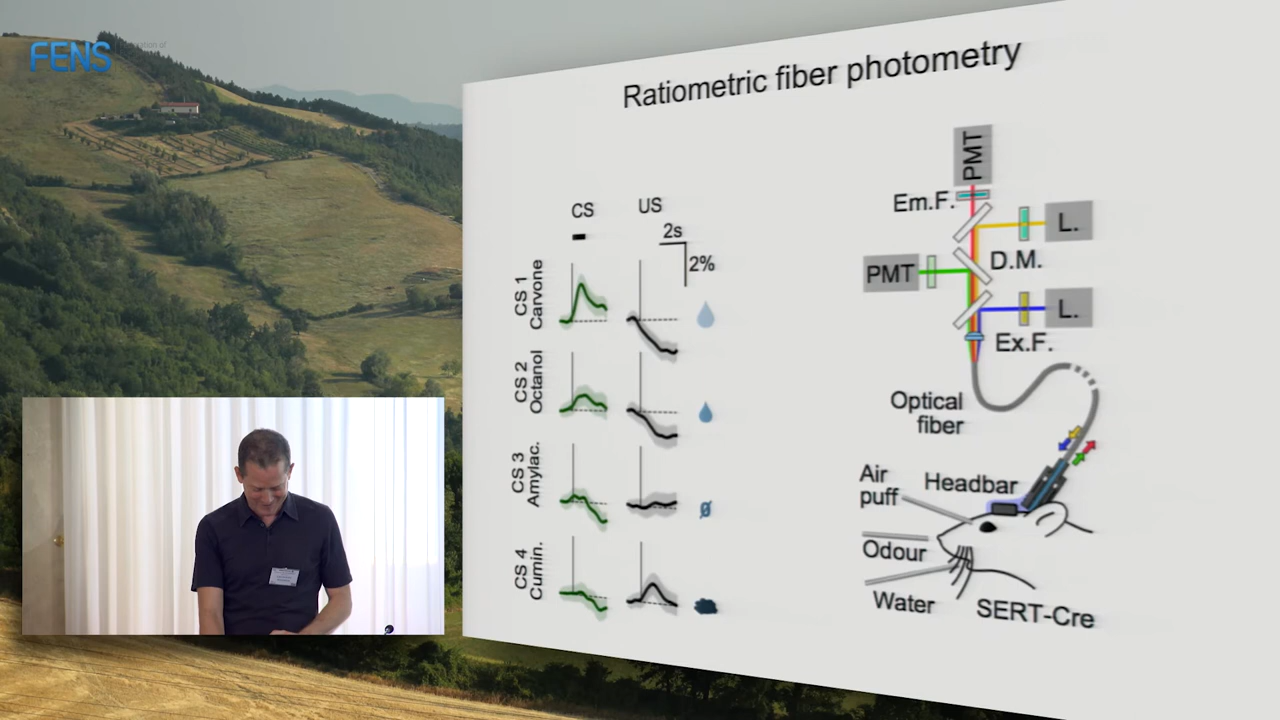 FENS
Ratiometric fiber photometry
CS
US
2s
2%
CS 1
Carvone
CS 2
Octanol
CS 3
Amylac.
CS 4
Cumin.
PMT
Em.F.
L.
D.M.
PMT
L.
Ex.F.
Optical
fiber
Air
puff
Headbar
Odour
Water
SERT-Cre